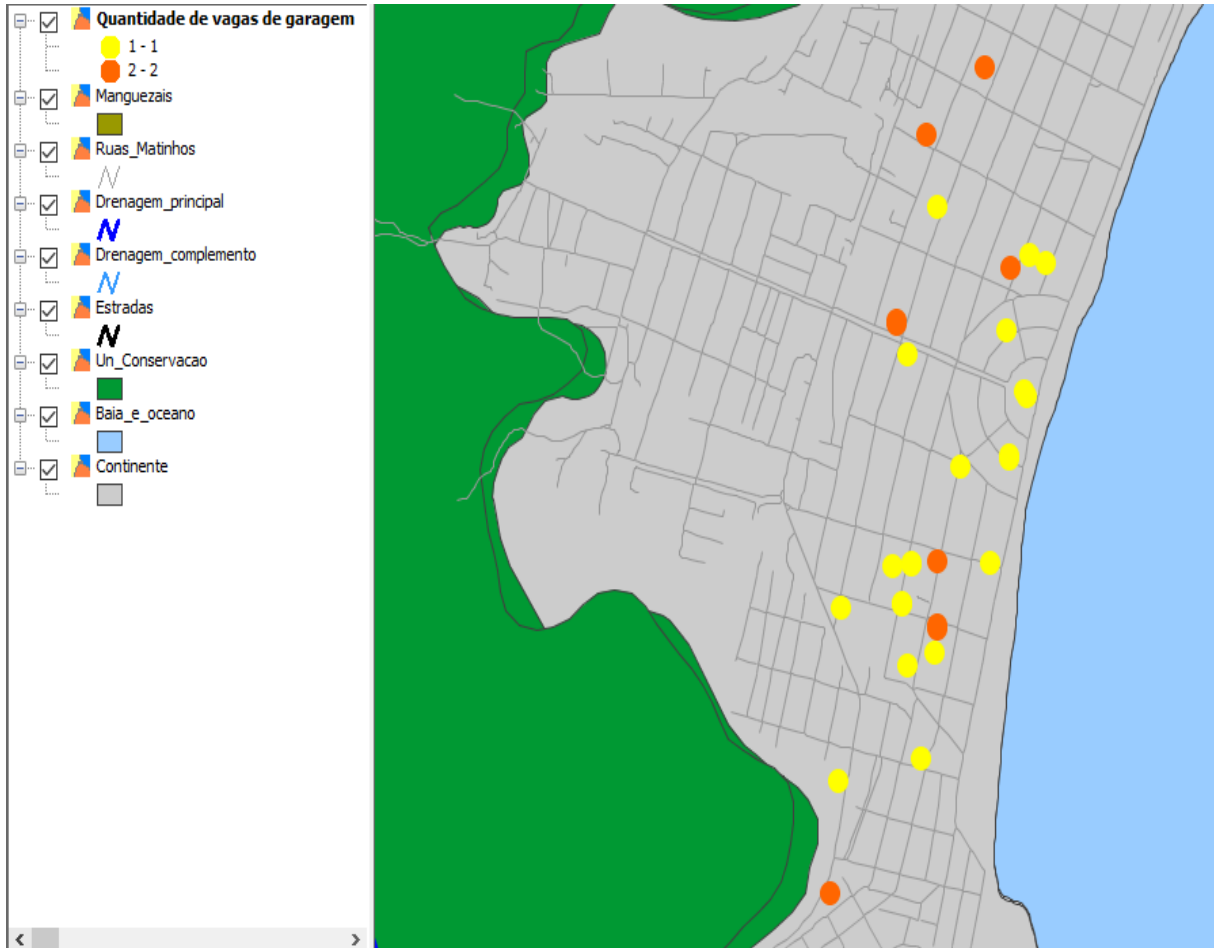 Quantidade de vagas de garagem
1 - 1
2 - 2
Manguezais
Ruas_Matinhos
Drenagem_principal
Drenagem_complemento
Estradas
Un_Conservacao
Baia_e_oceano
Continente